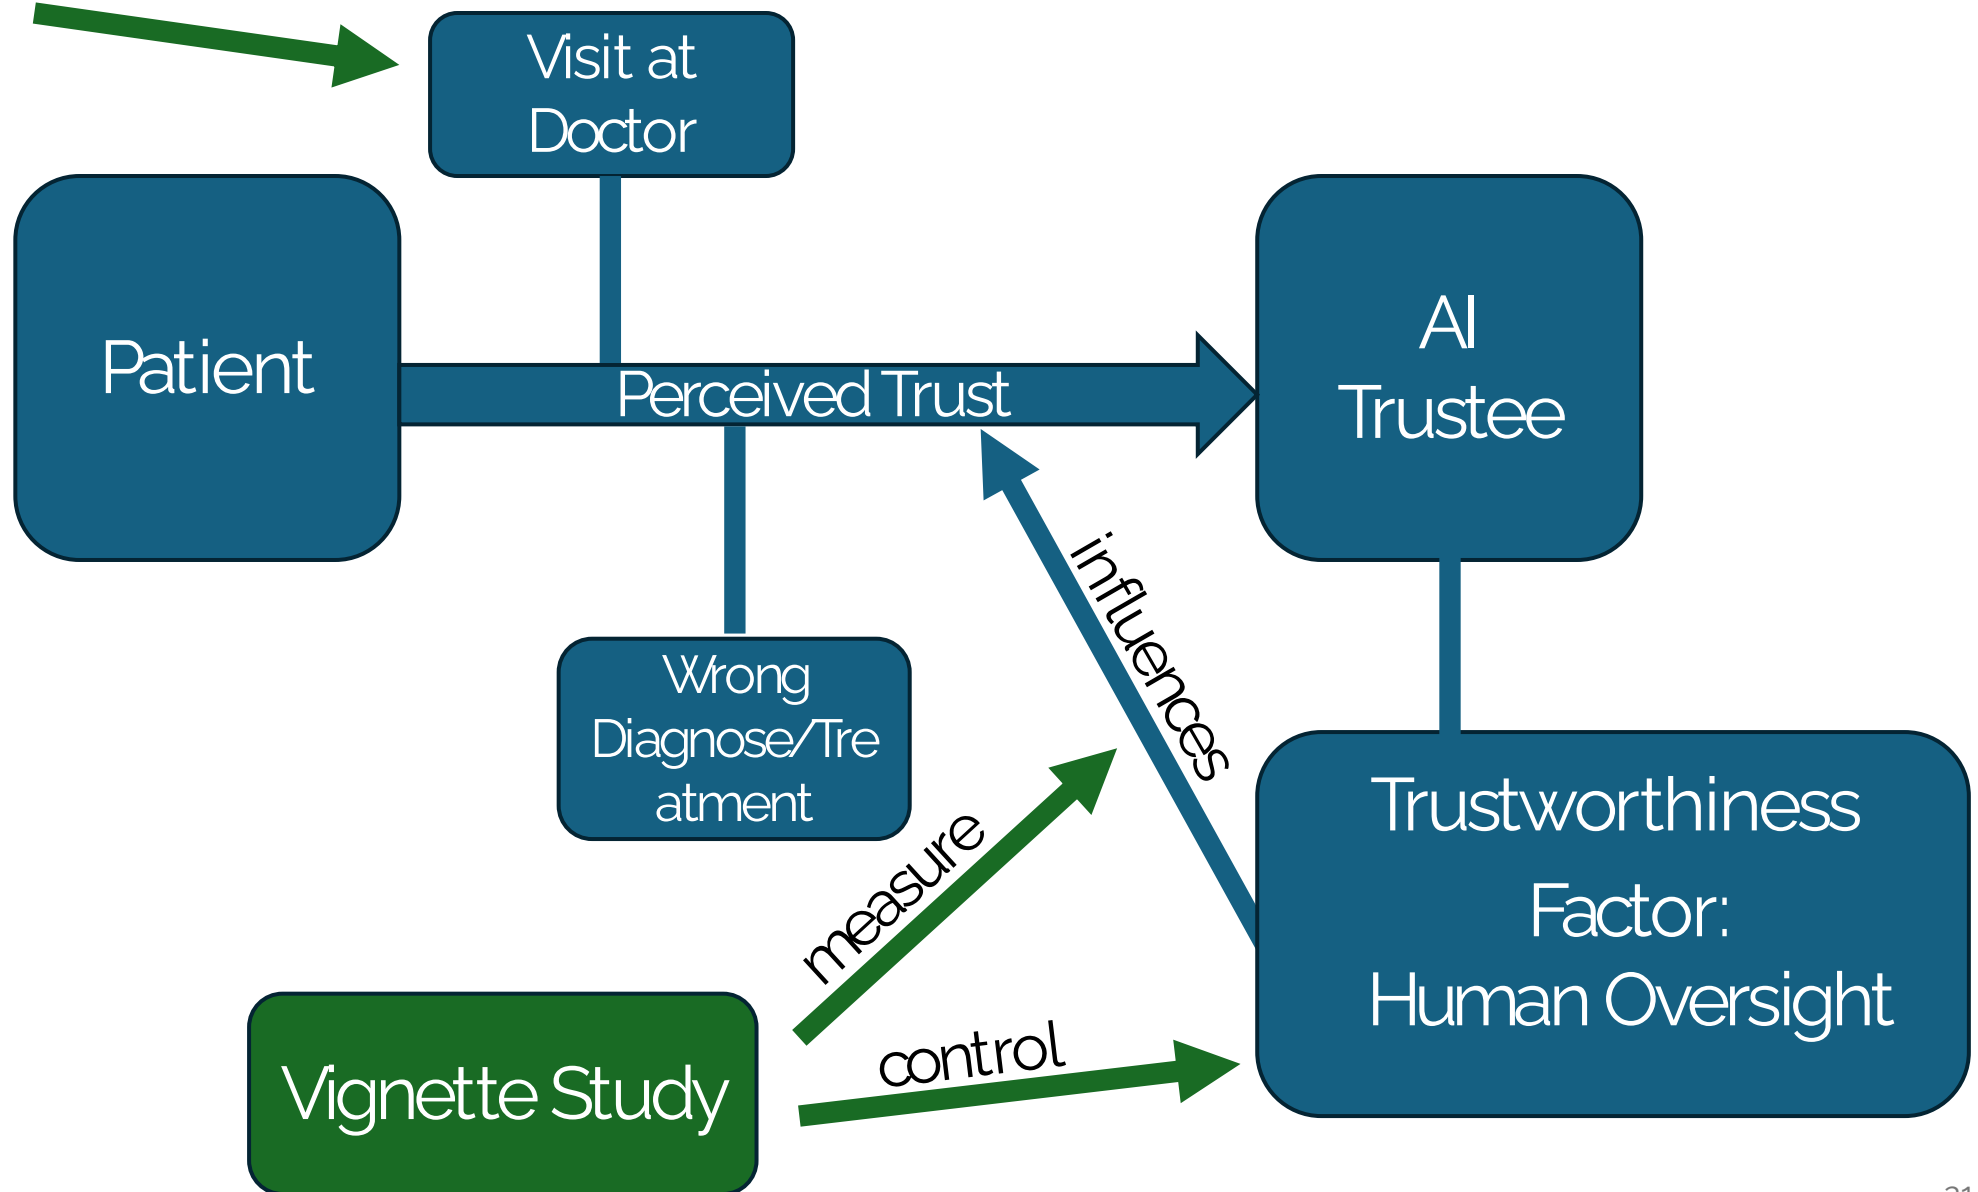 Visit at
Doctor
Patient
Perceived Trust
AI
Trustee
influences
Wrong
Diagnose/Tre
atment
measure
Trustworthiness
Factor:
Human Oversight
control
Vignette Study